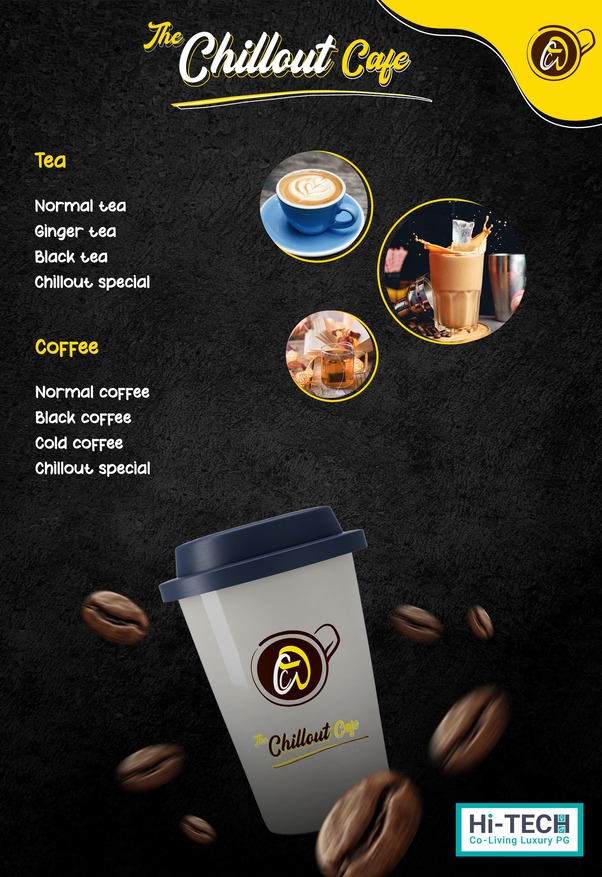 The Chillout Cafe
Tea
Normal tea
Ginger tea
Black tea
Chillout special
Coffee
Normal coffee
Black coffee
Cold coffee
Chillout special
The Chillout Cafe
Hi-TECH
Co-Living Luxury PG